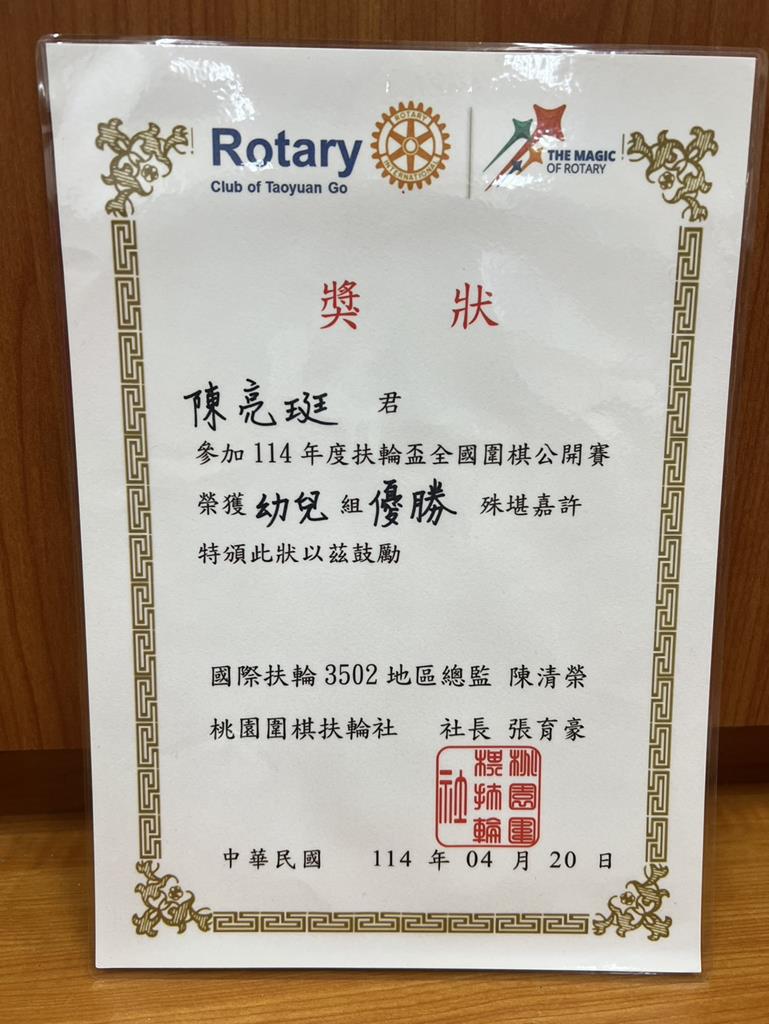 Rotary
Club of Taoyuan Go
ROTARY INTERNATIONAL
THE MAGIC
OF ROTARY
獎 狀
陳亮珽 君
參加 114 年度扶輪盃全國圍棋公開賽
榮獲 幼兒 組 優勝 殊堪嘉許
特頒此狀以茲鼓勵
國際扶輪 3502 地區總監 陳清榮
桃園圍棋扶輪社 社長 張育豪
桃園圍棋扶輪社
中華民國 114 年 04 月 20 日